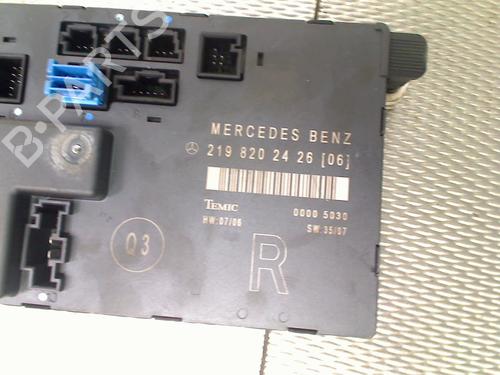 B-PARTS
MERCEDES BENZ
219 820 24 26 [06]
TEMIC
0000 5030
HW:07/06
SW:35/07
Q3
R